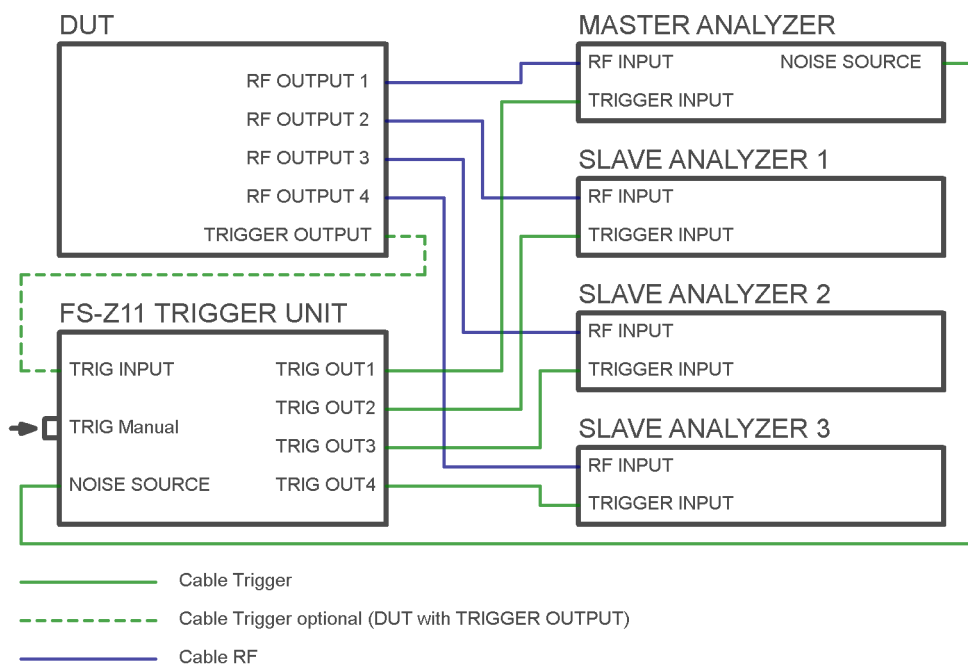 DUT
RF OUTPUT 1
RF OUTPUT 2
RF OUTPUT 3
RF OUTPUT 4
TRIGGER OUTPUT
FS-Z11 TRIGGER UNIT
TRIG INPUT
TRIG Manual
NOISE SOURCE
TRIG OUT1
TRIG OUT2
TRIG OUT3
TRIG OUT4
MASTER ANALYZER
RF INPUT
NOISE SOURCE
TRIGGER INPUT
SLAVE ANALYZER 1
RF INPUT
TRIGGER INPUT
SLAVE ANALYZER 2
RF INPUT
TRIGGER INPUT
SLAVE ANALYZER 3
RF INPUT
TRIGGER INPUT
Cable Trigger
Cable Trigger optional (DUT with TRIGGER OUTPUT)
Cable RF